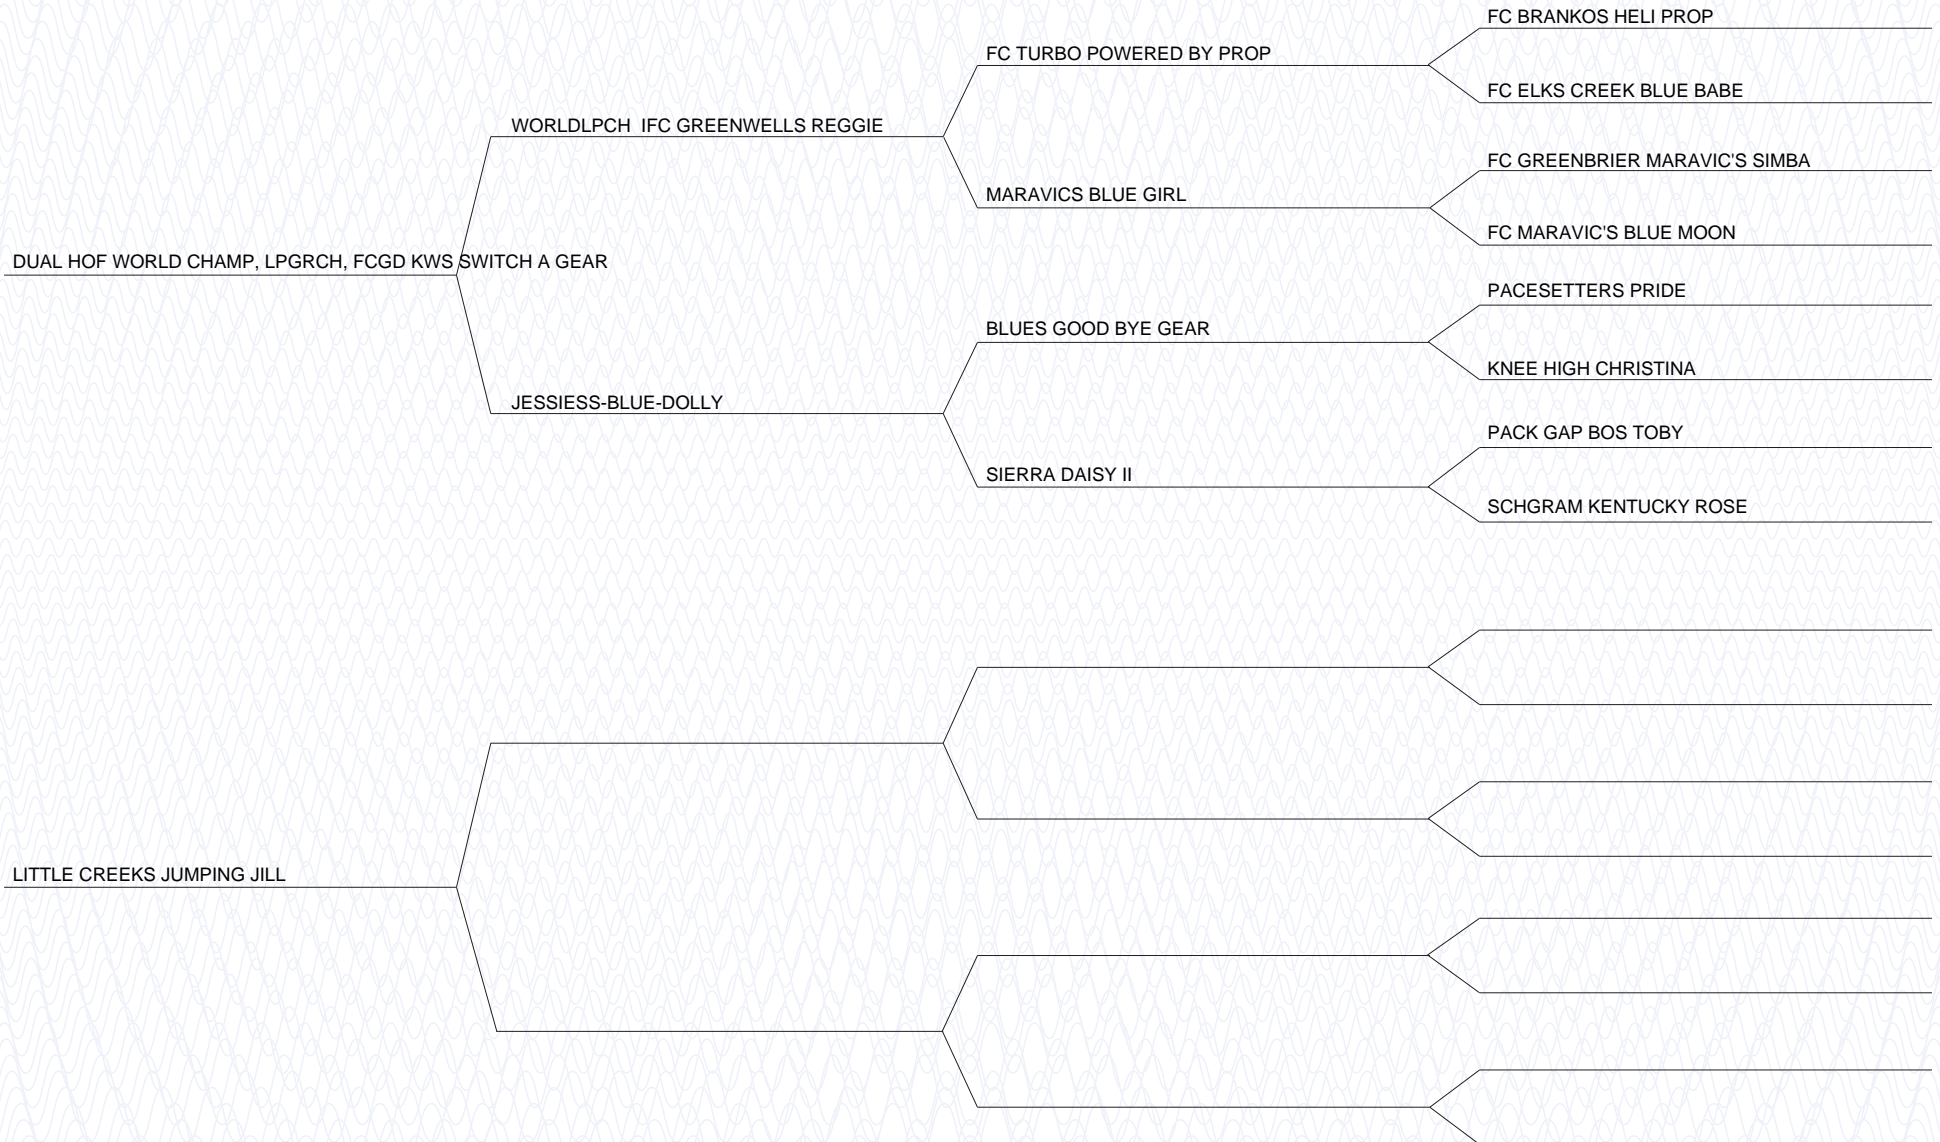 FC BRANKOS HELI PROP
FC TURBO POWERED BY PROP
FC ELKS CREEK BLUE BABE
WORLDLPCH  IFC GREENWELLS REGGIE
FC GREENBRIER MARAVIC'S SIMBA
MARAVICS BLUE GIRL
FC MARAVIC'S BLUE MOON
DUAL HOF WORLD CHAMP, LPGRCH, FCGD KWS SWITCH A GEAR
PACESETTERS PRIDE
BLUES GOOD BYE GEAR
KNEE HIGH CHRISTINA
JESSIESS-BLUE-DOLLY
PACK GAP BOS TOBY
SIERRA DAISY II
SCHGRAM KENTUCKY ROSE
LITTLE CREEKS JUMPING JILL